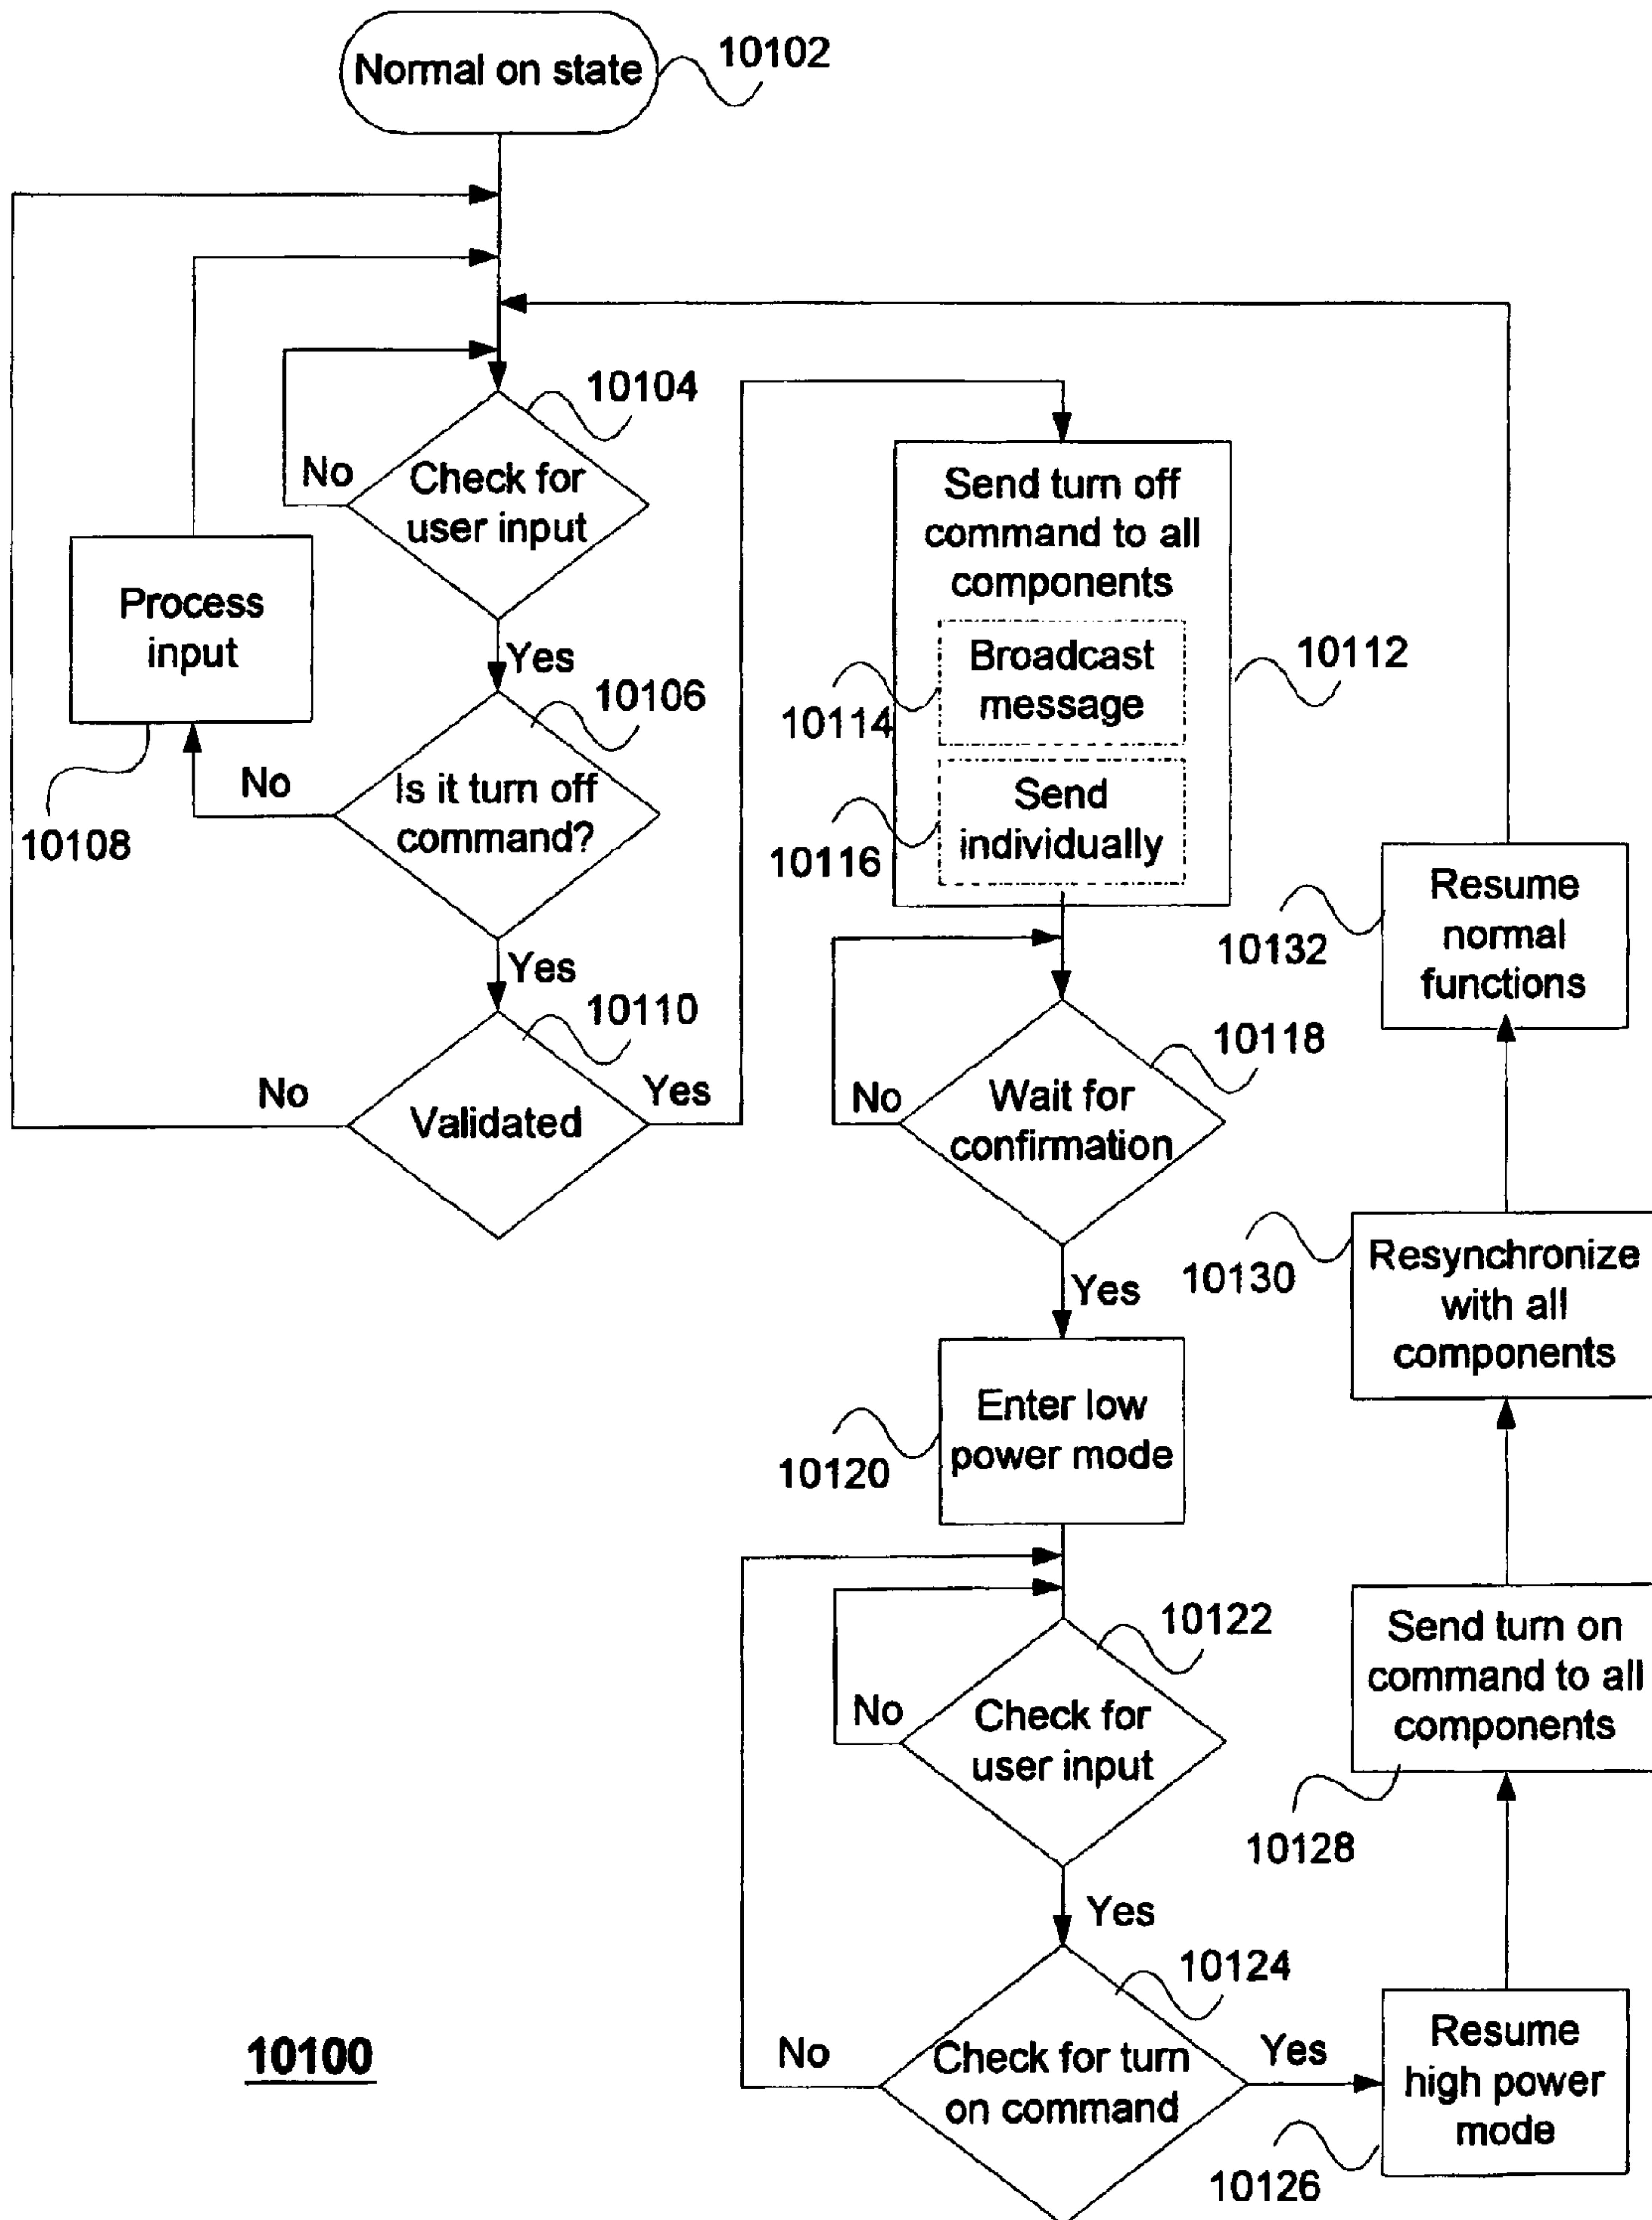 Normal on state
10102
10104
No
Check for
user input
Process
input
10108
Yes
10106
No
Is it turn off
command?
Yes
10110
No
Validated
Yes
Send turn off
command to all
components
Broadcast
message
10114
10112
Send
individually
10116
10118
No
Wait for
confirmation
Yes
Enter low
power mode
10120
10122
No
Check for
user input
Yes
10124
No
Check for turn
on command
Yes
Resume
high power
mode
10126
Send turn on
command to all
components
10128
Resynchronize
with all
components
10130
Resume
normal
functions
10132
10100